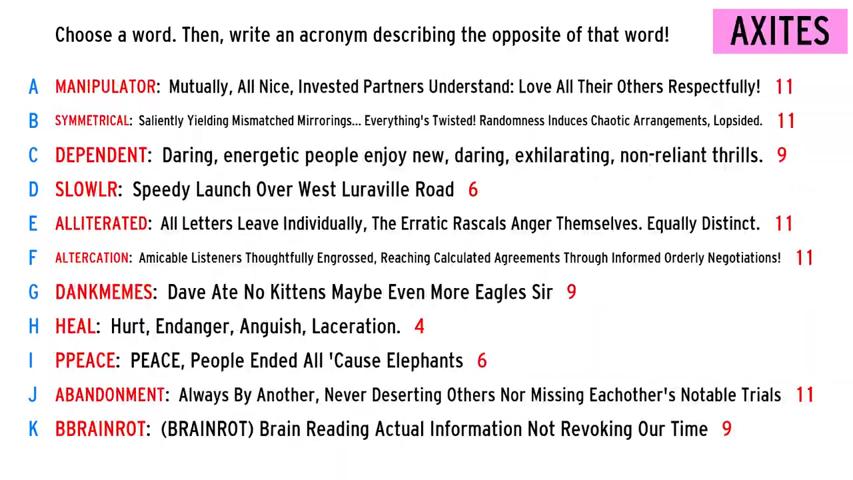 Choose a word. Then, write an acronym describing the opposite of that word!
AXITES
A MANIPULATOR: Mutually, All Nice, Invested Partners Understand: Love All Their Others Respectfully! 11
B SYMMETRICAL: Saliently Yielding Mismatched Mirrorings... Everything's Twisted! Randomness Induces Chaotic Arrangements, Lopsided. 11
C DEPENDENT: Daring, energetic people enjoy new, daring, exhilarating, non-reliant thrills. 9
D SLOWLR: Speedy Launch Over West Luraville Road 6
E ALLITERATED: All Letters Leave Individually, The Erratic Rascals Anger Themselves. Equally Distinct. 11
F ALTERCATION: Amicable Listeners Thoughtfully Engrossed, Reaching Calculated Agreements Through Informed Orderly Negotiations! 11
G DANKMEMES: Dave Ate No Kittens Maybe Even More Eagles Sir 9
H HEAL: Hurt, Endanger, Anguish, Laceration. 4
I PPEACE: PEACE, People Ended All 'Cause Elephants 6
J ABANDONMENT: Always By Another, Never Deserting Others Nor Missing Eachother's Notable Trials 11
K BBRAINROT: (BRAINROT) Brain Reading Actual Information Not Revoking Our Time 9